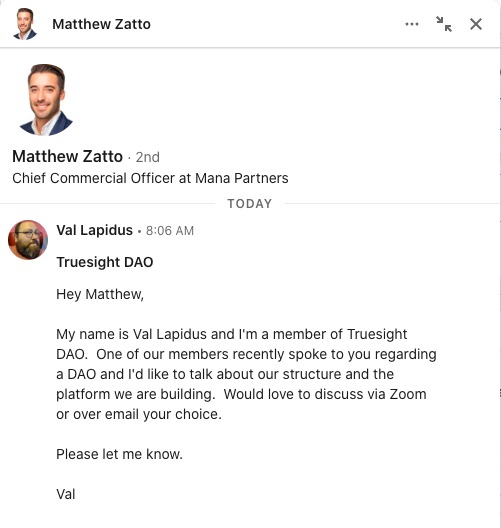 Matthew Zatto
Matthew Zatto · 2nd
Chief Commercial Officer at Mana Partners
TODAY
Val Lapidus • 8:06 AM
Truesight DAO
Hey Matthew,
My name is Val Lapidus and I'm a member of Truesight
DAO.  One of our members recently spoke to you regarding
a DAO and I'd like to talk about our structure and the
platform we are building.  Would love to discuss via Zoom
or over email your choice.
Please let me know.
Val